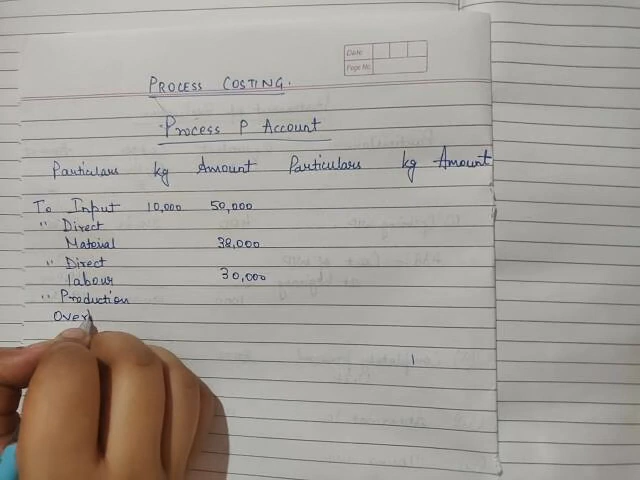 Date
Page No.
PROCESS COSTING.
Process P Account
Particulars kg Amount Particulars kg Amount
To Input 10,000 50,000
" Direct
Material 38,000
" Direct
labour 30,000
" Production
Over